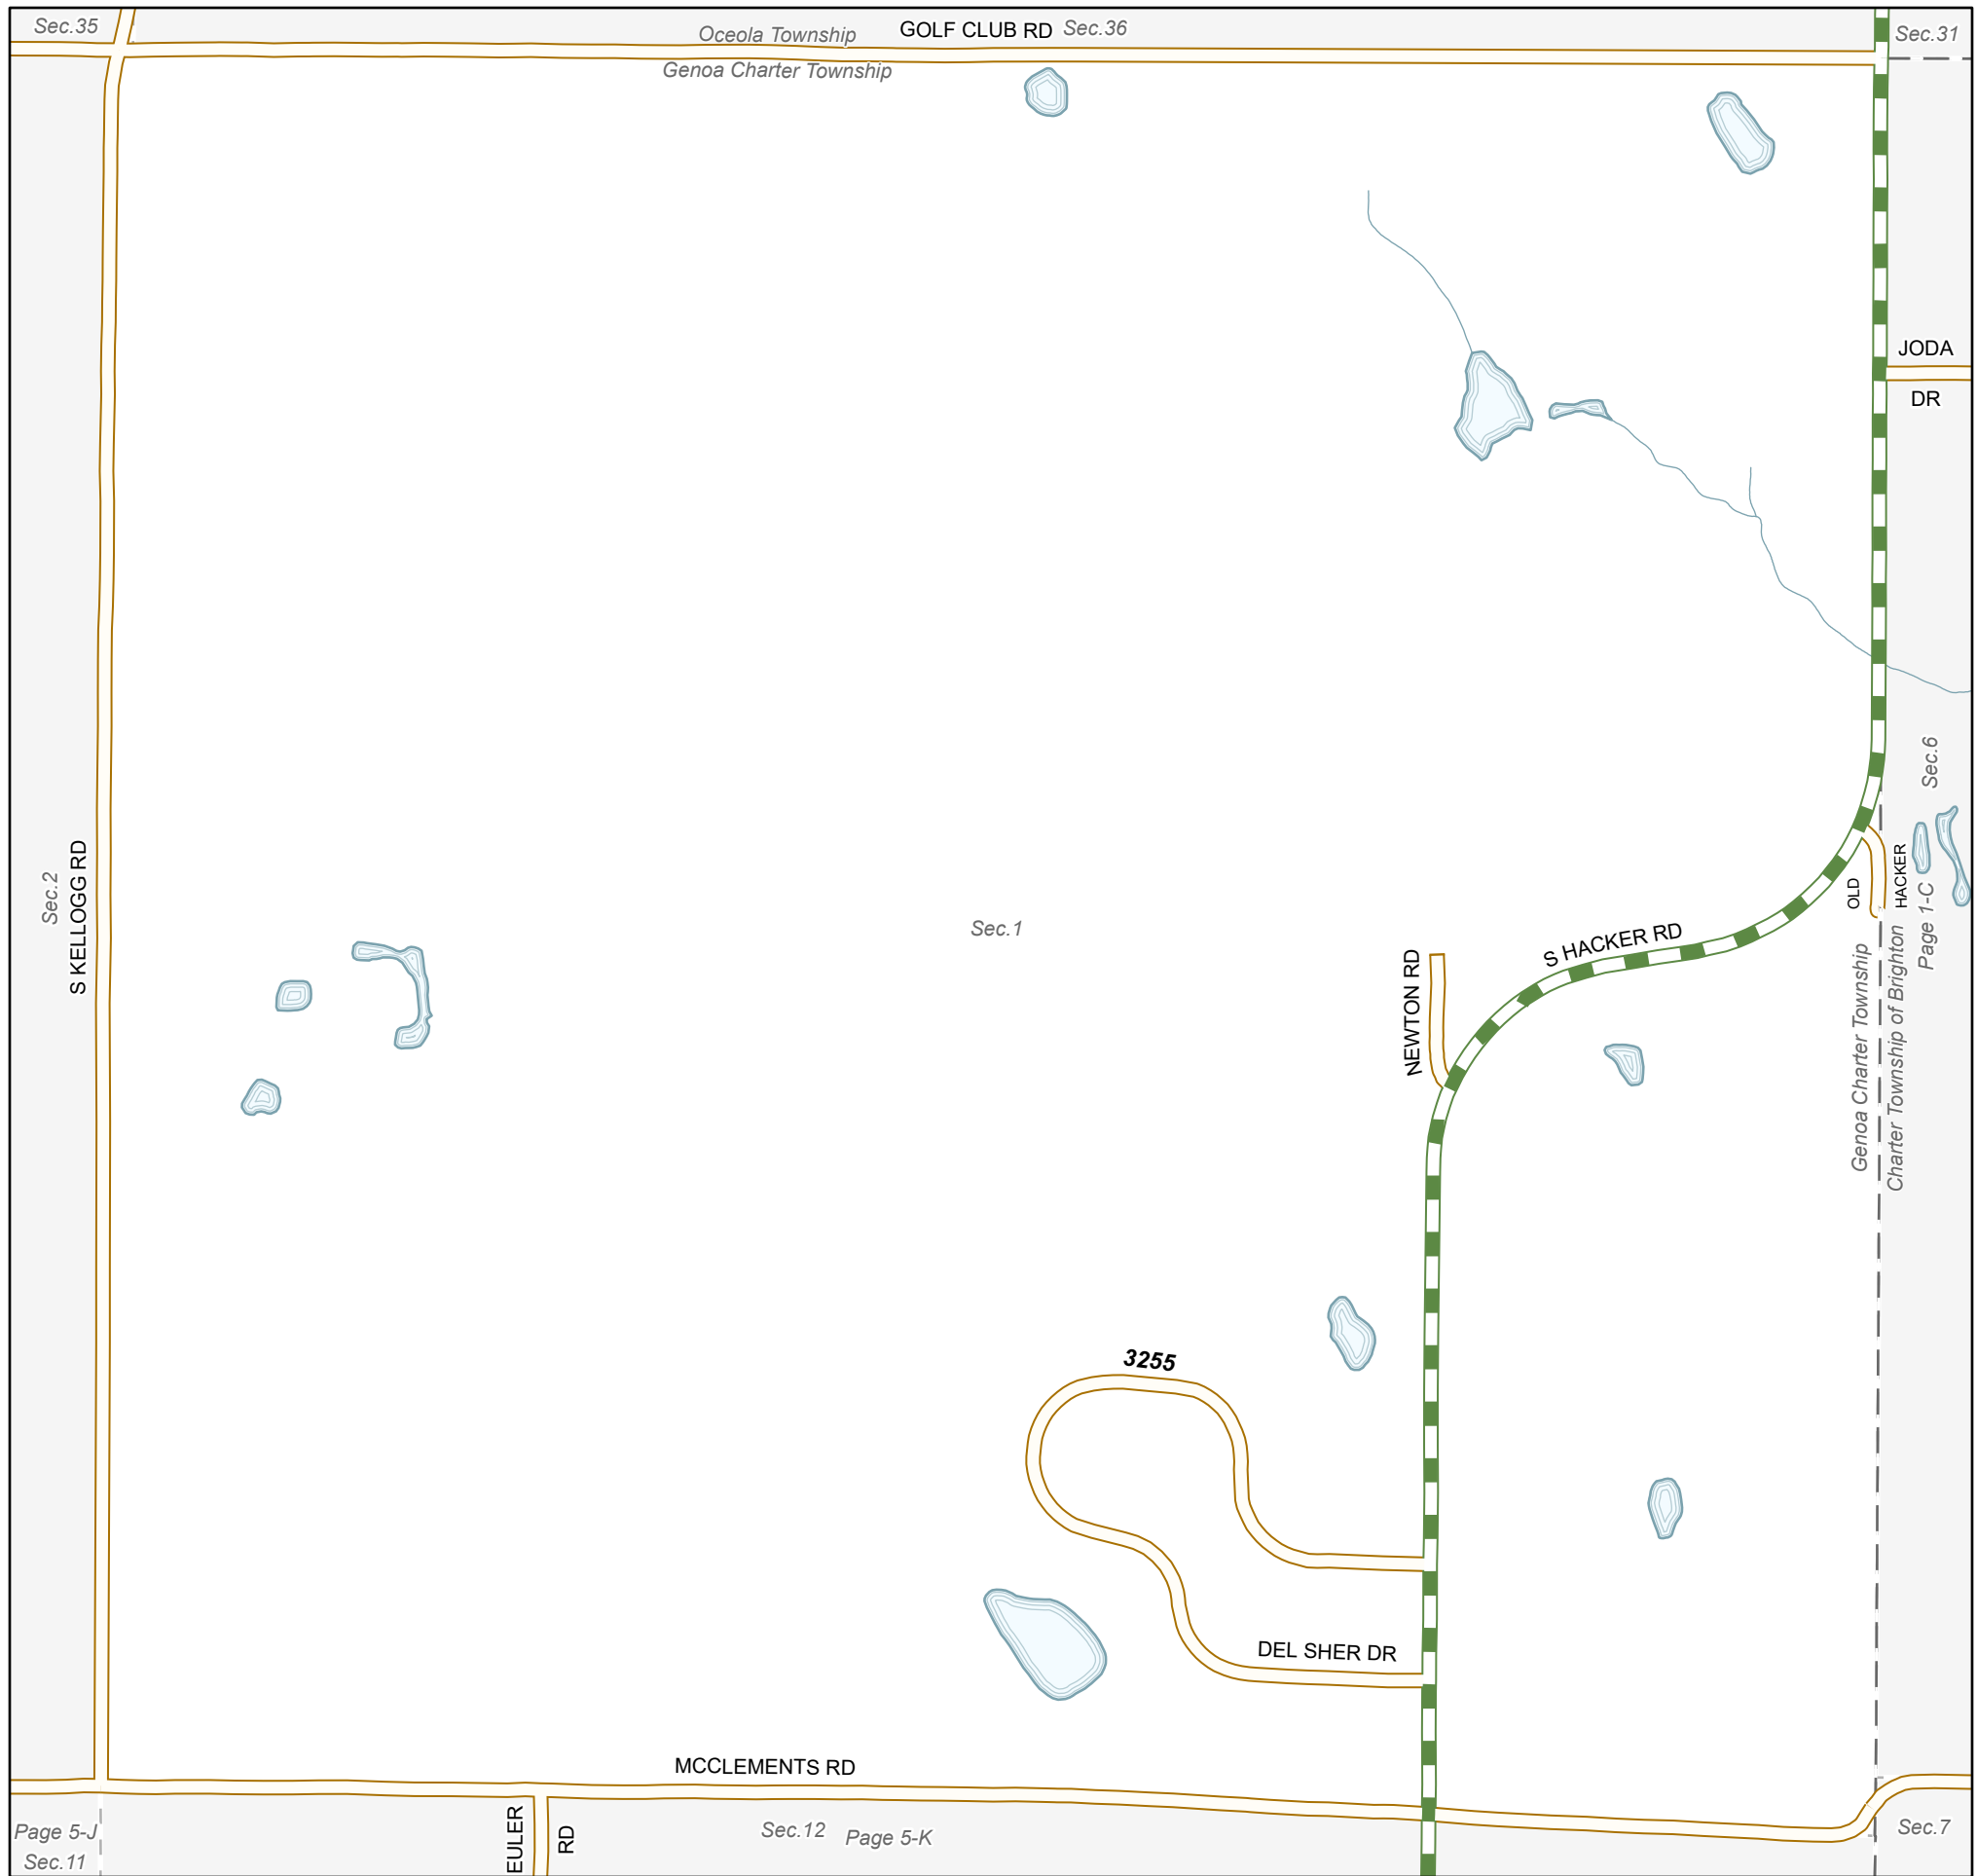 Sec.35
Oceola Township
GOLF CLUB RD
Sec.36
Sec.31
Genoa Charter Township
JODA
DR
Sec.6
S KELLOGG RD
Sec.2
OLD
HACKER
Page 1-C
Sec.1
S HACKER RD
NEWTON RD
Genoa Charter Township
Charter Township of Brighton
3255
DEL SHER DR
MCCLEMENTS RD
EULER
RD
Page 5-J
Sec.11
Sec.12
Page 5-K
Sec.7